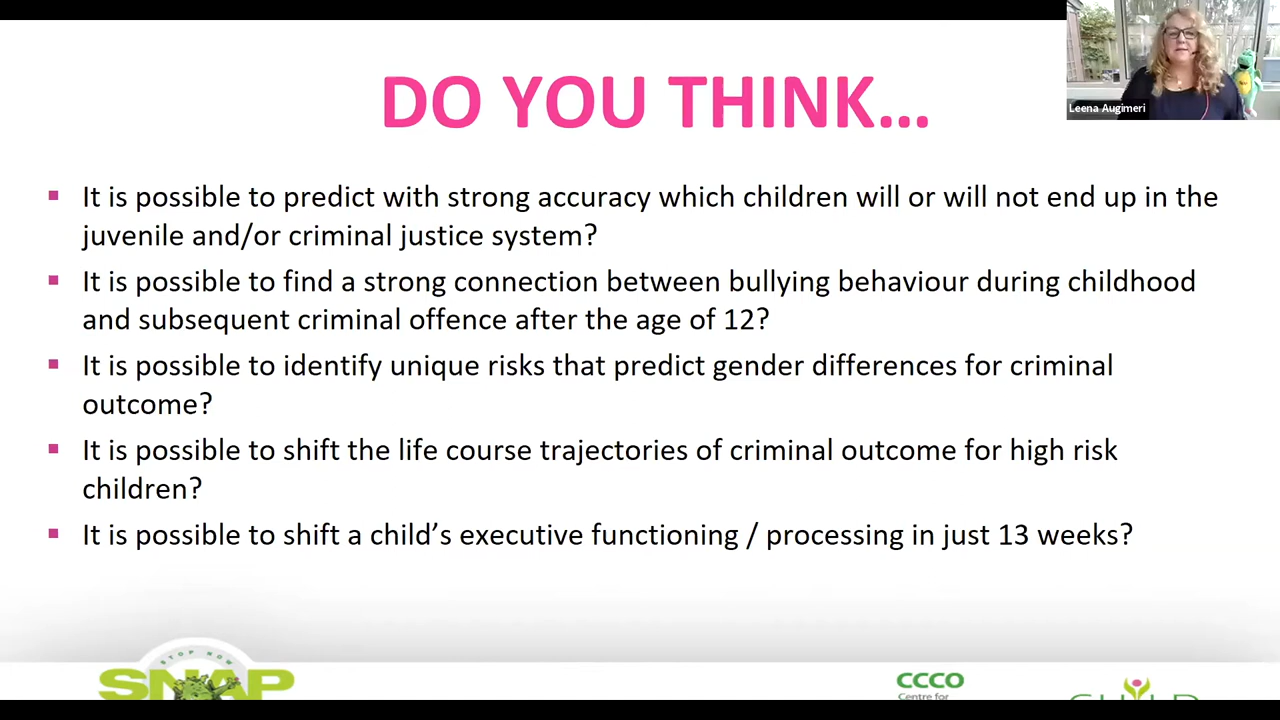 DO YOU THINK...
Leena Augimeri
▪ It is possible to predict with strong accuracy which children will or will not end up in the
juvenile and/or criminal justice system?
▪ It is possible to find a strong connection between bullying behaviour during childhood
and subsequent criminal offence after the age of 12?
▪ It is possible to identify unique risks that predict gender differences for criminal
outcome?
▪ It is possible to shift the life course trajectories of criminal outcome for high risk
children?
▪ It is possible to shift a child’s executive functioning / processing in just 13 weeks?
STOP NOW
SNAP
CCCO
Centre for